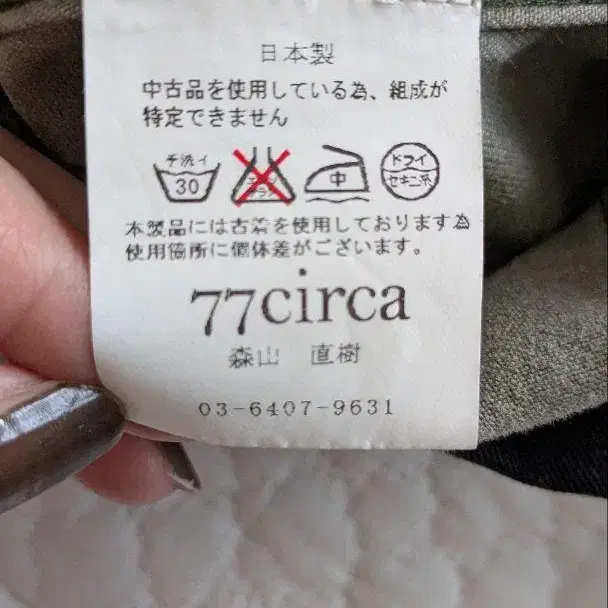 日本製
中古品を使用している為、組成が
特定できません
手洗イ
30
中
ドライ
セキユ系
本製品には古着を使用しております為
使用箇所に個体差がございます。
77circa
森山 直樹
03-6407-9631